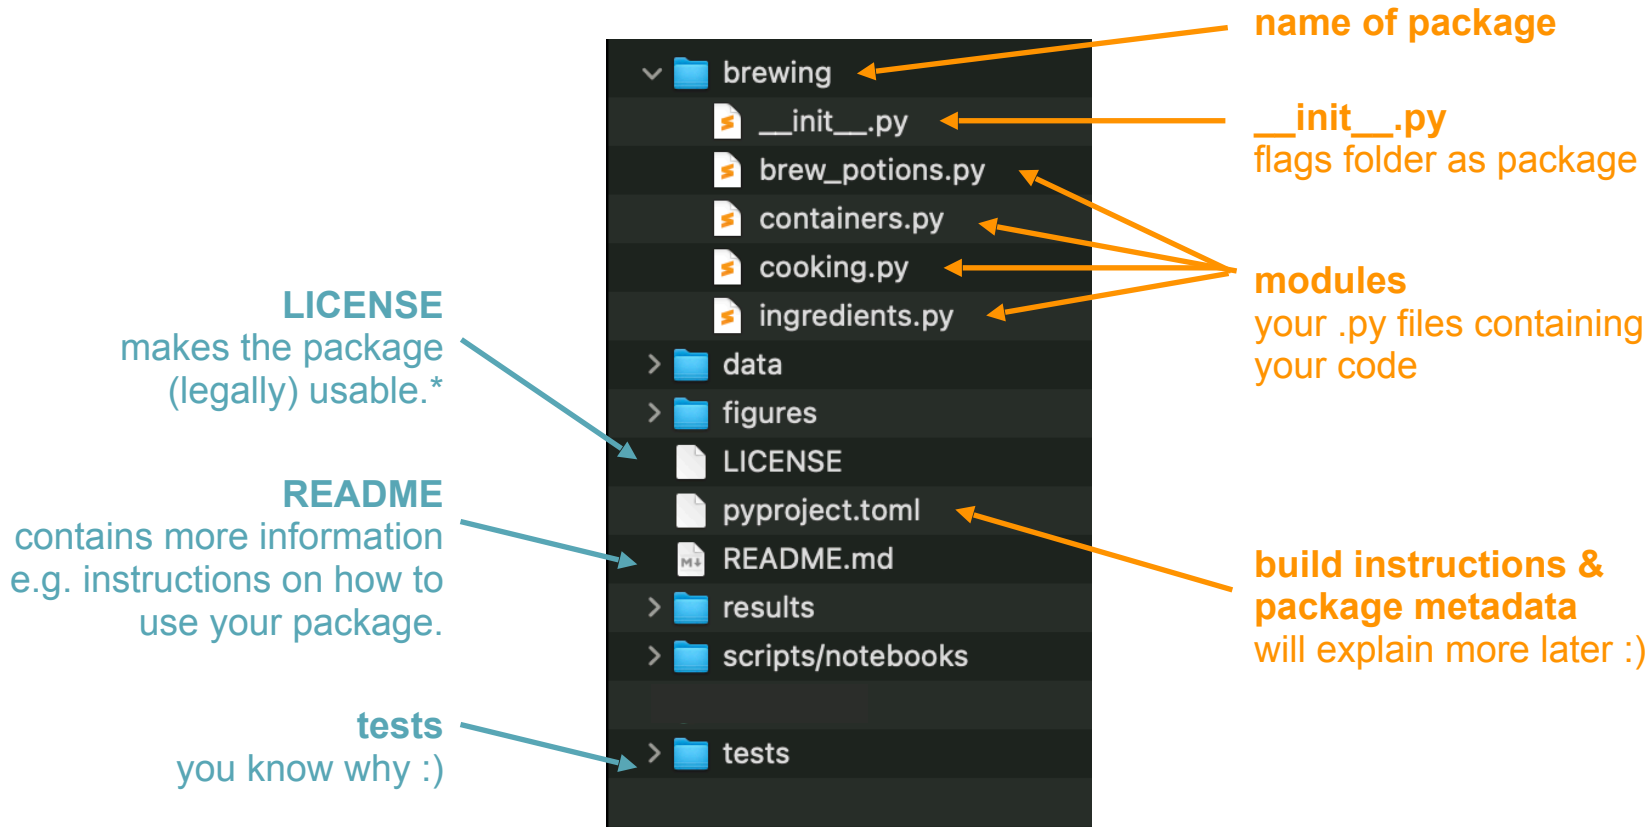 name of package
brewing
__init__.py
__init__.py
flags folder as package
brew_potions.py
containers.py
cooking.py
modules
your .py files containing
your code
ingredients.py
LICENSE
makes the package
(legally) usable.*
data
figures
LICENSE
README
contains more information
e.g. instructions on how to
use your package.
pyproject.toml
README.md
build instructions &
package metadata
will explain more later :)
results
scripts/notebooks
tests
you know why :)
tests